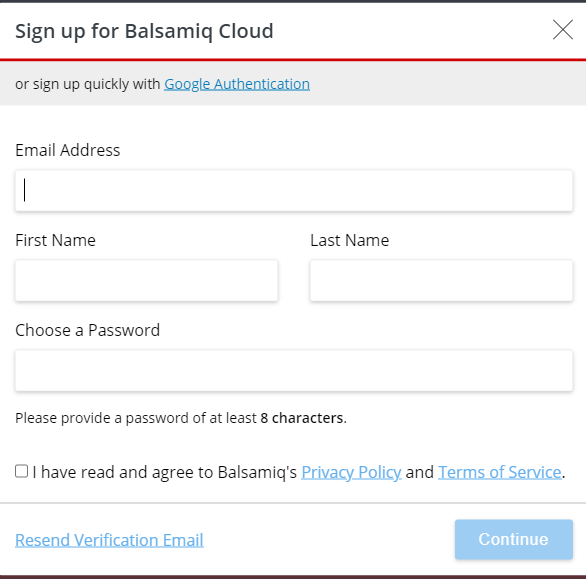 Sign up for Balsamiq Cloud
or sign up quickly with Google Authentication
Email Address
First Name
Last Name
Choose a Password
Please provide a password of at least 8 characters.
I have read and agree to Balsamiq's Privacy Policy and Terms of Service.
Resend Verification Email
Continue